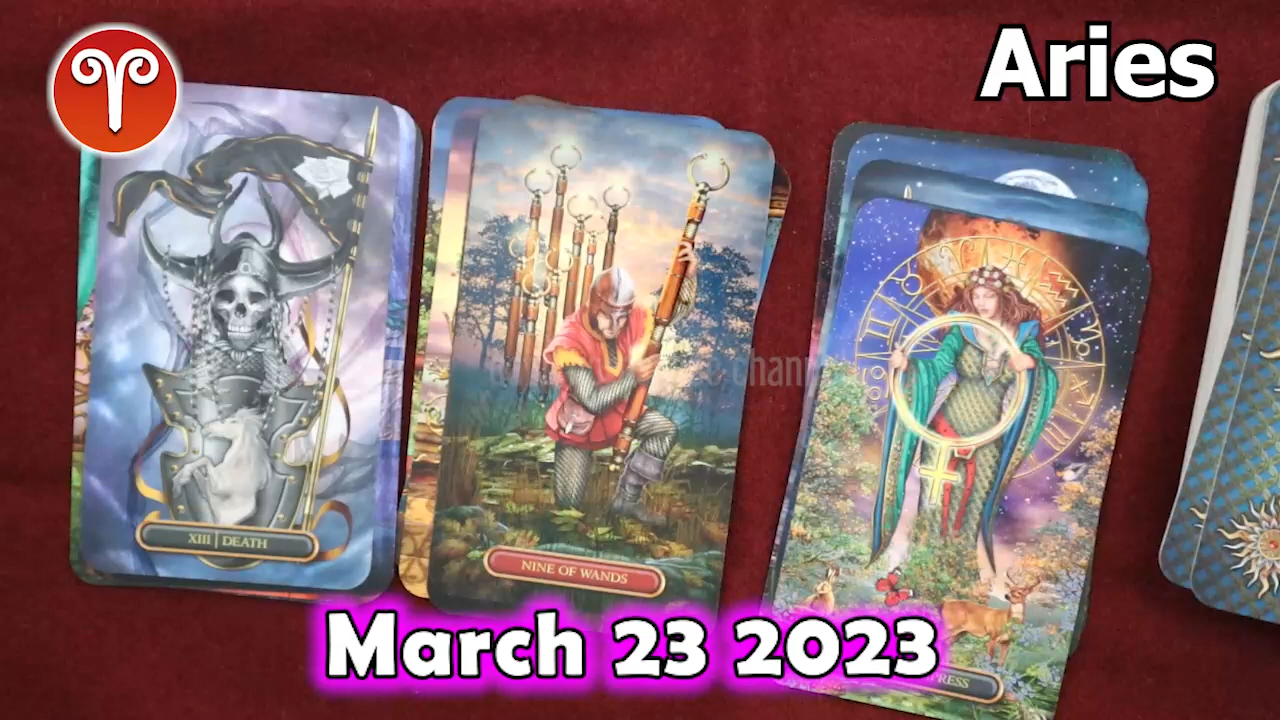 Aries
XIII | DEATH
NINE OF WANDS
March 23 2023